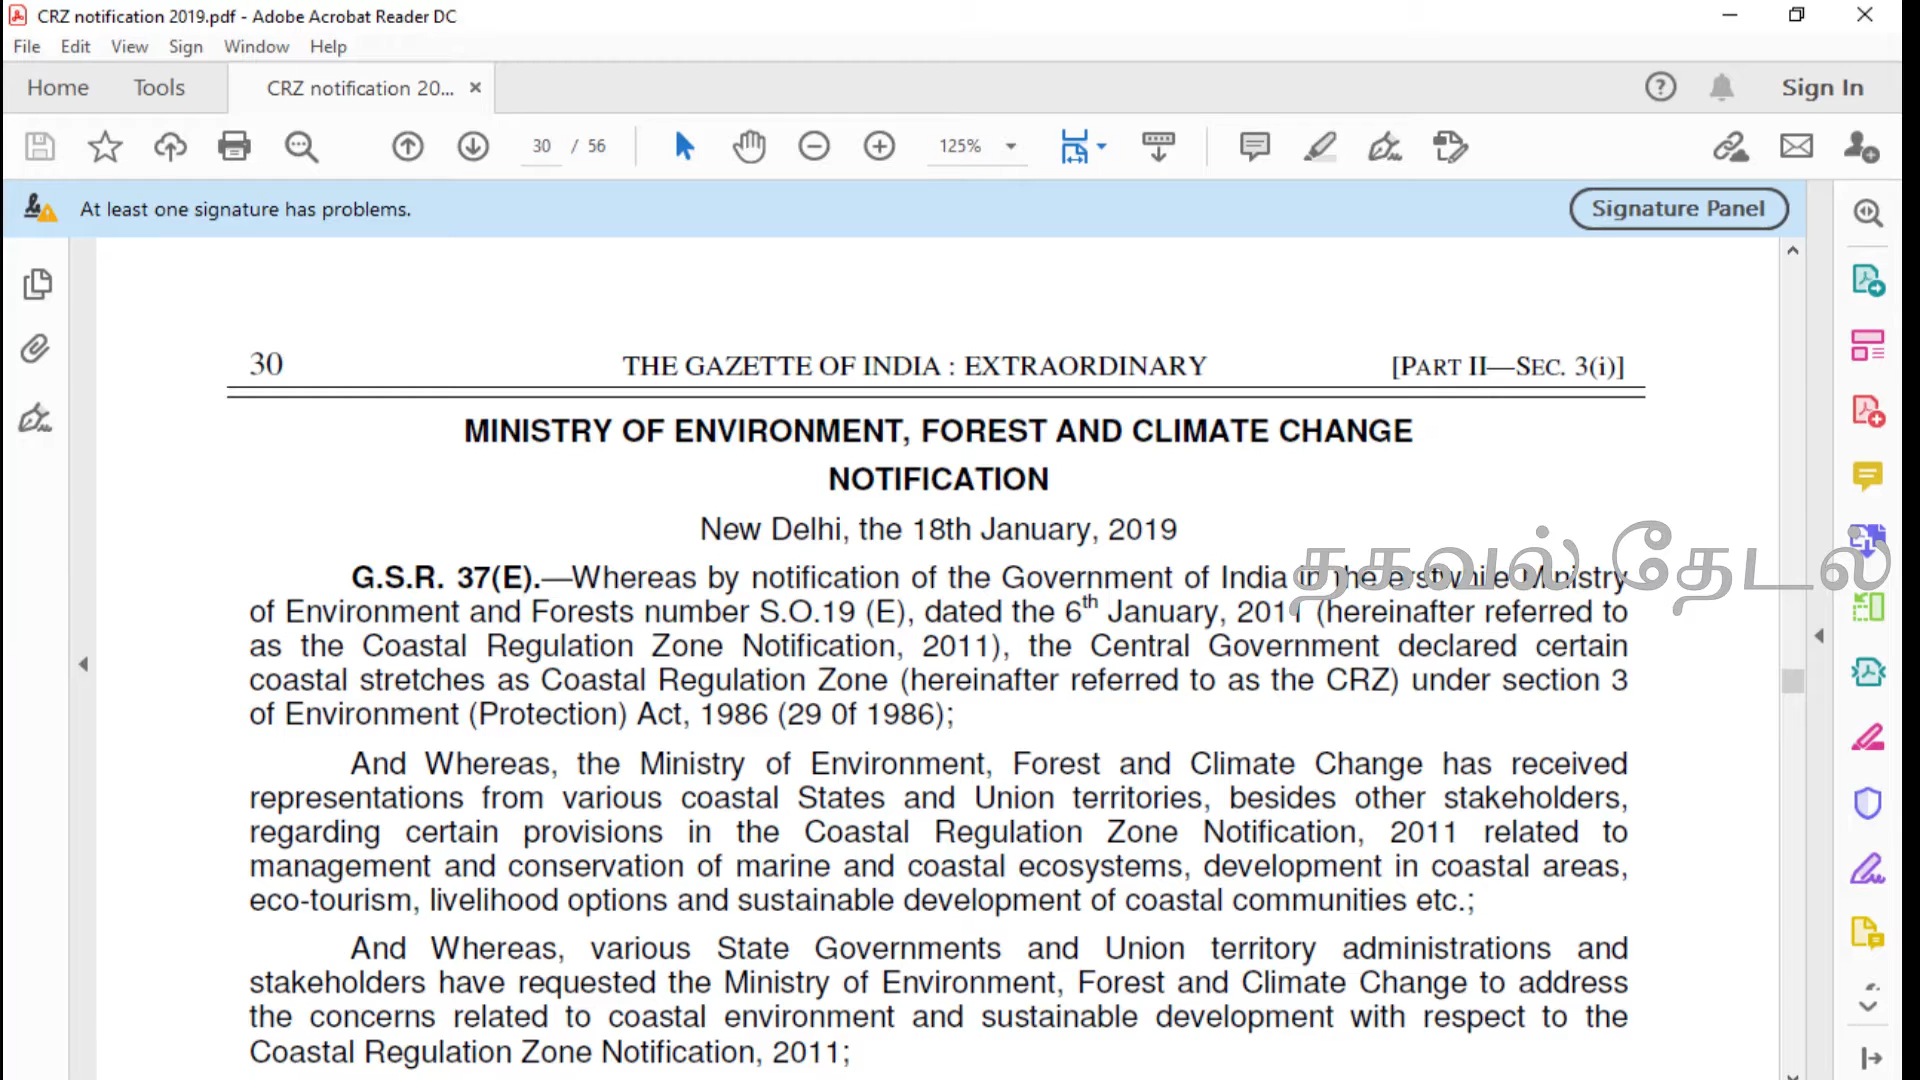 CRZ notification 2019.pdf - Adobe Acrobat Reader DC
File Edit View Sign Window Help
Home Tools CRZ notification 20... × Sign In
30 / 56 125%
At least one signature has problems. Signature Panel
30 THE GAZETTE OF INDIA : EXTRAORDINARY [PART II—SEC. 3(i)]
MINISTRY OF ENVIRONMENT, FOREST AND CLIMATE CHANGE
NOTIFICATION
New Delhi, the 18th January, 2019
தகவல் தேடல்
G.S.R. 37(E).—Whereas by notification of the Government of India in the erstwhile Ministry
of Environment and Forests number S.O.19 (E), dated the 6th January, 2011 (hereinafter referred to
as the Coastal Regulation Zone Notification, 2011), the Central Government declared certain
coastal stretches as Coastal Regulation Zone (hereinafter referred to as the CRZ) under section 3
of Environment (Protection) Act, 1986 (29 0f 1986);
And Whereas, the Ministry of Environment, Forest and Climate Change has received
representations from various coastal States and Union territories, besides other stakeholders,
regarding certain provisions in the Coastal Regulation Zone Notification, 2011 related to
management and conservation of marine and coastal ecosystems, development in coastal areas,
eco-tourism, livelihood options and sustainable development of coastal communities etc.;
And Whereas, various State Governments and Union territory administrations and
stakeholders have requested the Ministry of Environment, Forest and Climate Change to address
the concerns related to coastal environment and sustainable development with respect to the
Coastal Regulation Zone Notification, 2011;